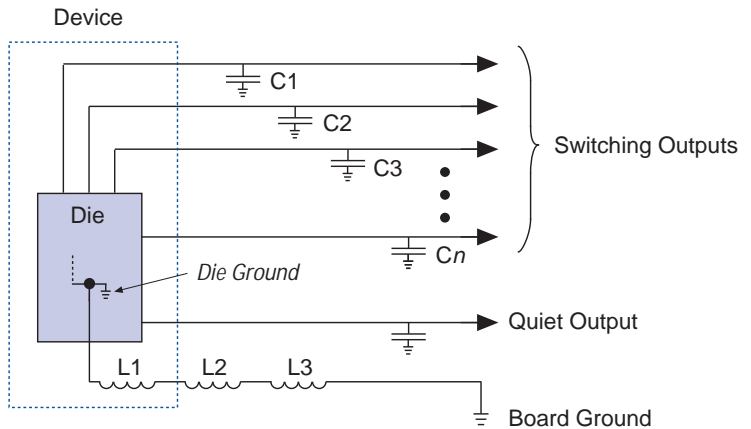 Device
C1
C2
C3
Switching Outputs
Die
Cn
Die Ground
Quiet Output
L1 L2 L3
Board Ground